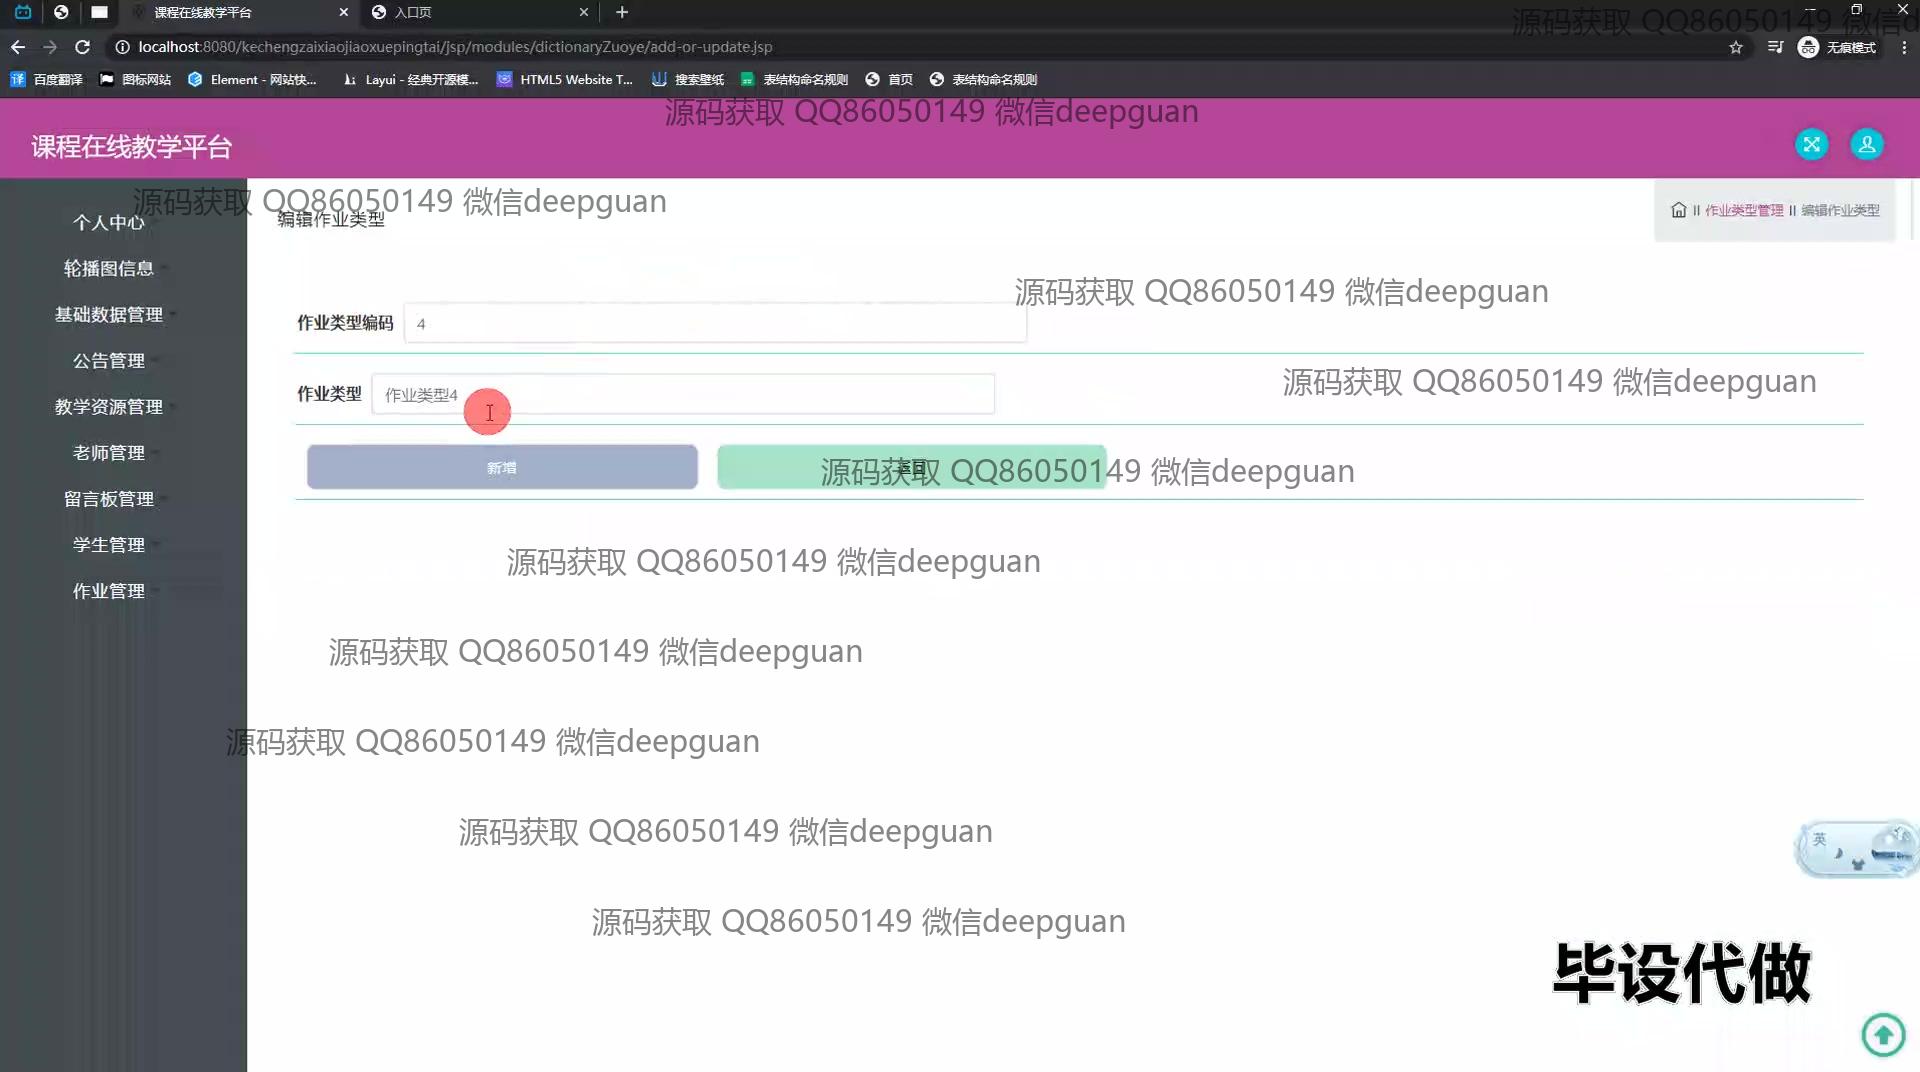 课程在线教学平台
入口页
localhost:8080/kechengzaixiaojiaoxuepingtai/jsp/modules/dictionaryZuoye/add-or-update.jsp
无痕模式
源码获取 QQ86050149 微信d
百度翻译
图标网站
Element - 网站快...
Layui - 经典开源模...
HTML5 Website T...
搜索壁纸
表结构命名规则
首页
表结构命名规则
源码获取 QQ86050149 微信deepguan
课程在线教学平台
源码获取 QQ86050149 微信deepguan
个人中心
轮播图信息
基础数据管理
公告管理
教学资源管理
老师管理
留言板管理
学生管理
作业管理
编辑作业类型
作业类型管理
编辑作业类型
源码获取 QQ86050149 微信deepguan
作业类型编码
4
源码获取 QQ86050149 微信deepguan
作业类型
作业类型4
新增
返回
源码获取 QQ86050149 微信deepguan
源码获取 QQ86050149 微信deepguan
源码获取 QQ86050149 微信deepguan
源码获取 QQ86050149 微信deepguan
源码获取 QQ86050149 微信deepguan
英
源码获取 QQ86050149 微信deepguan
毕设代做